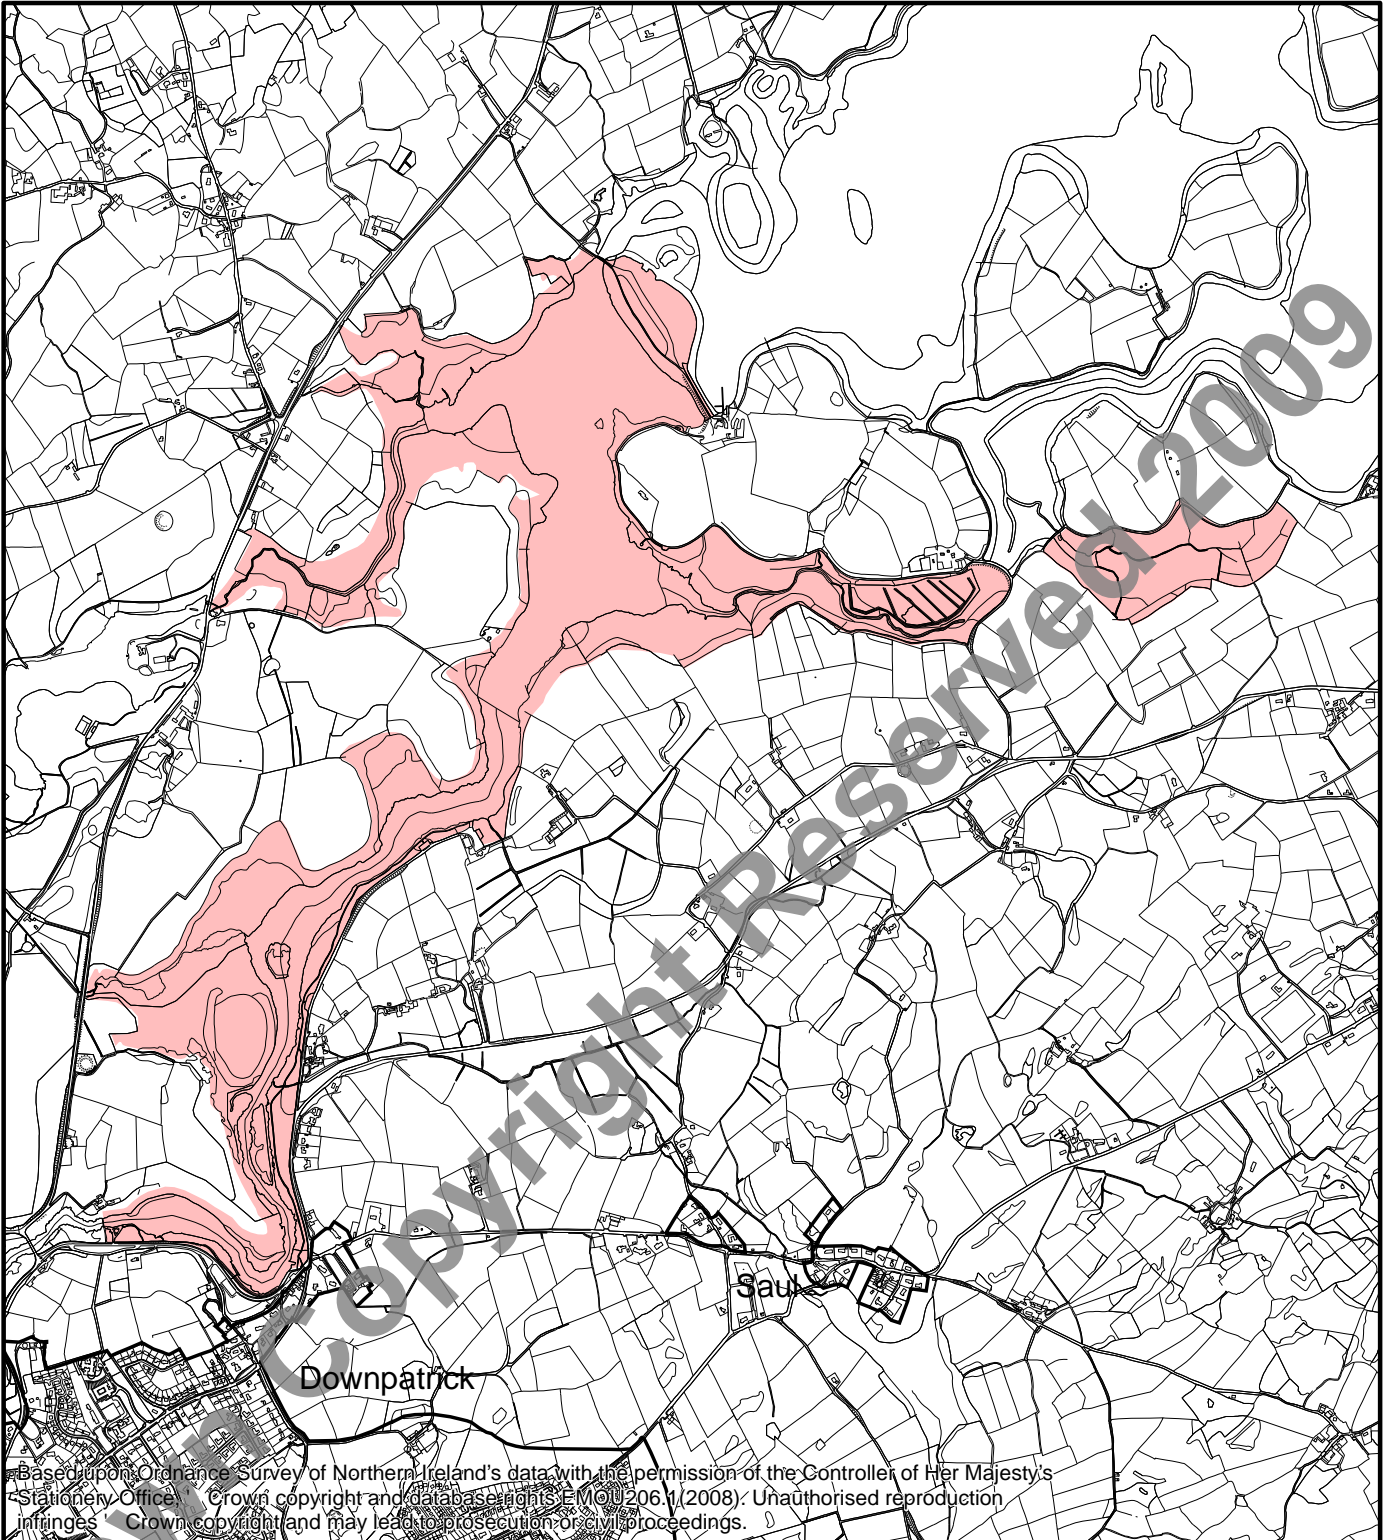 Crown Copyright Reserved 2009
Saul
Downpatrick
Based upon Ordnance Survey of Northern Ireland's data with the permission of the Controller of Her Majesty's
Stationery Office, ' Crown copyright and database rights EMOU206.1(2008). Unauthorised reproduction
infringes ' Crown copyright and may lead to prosecution or civil proceedings.